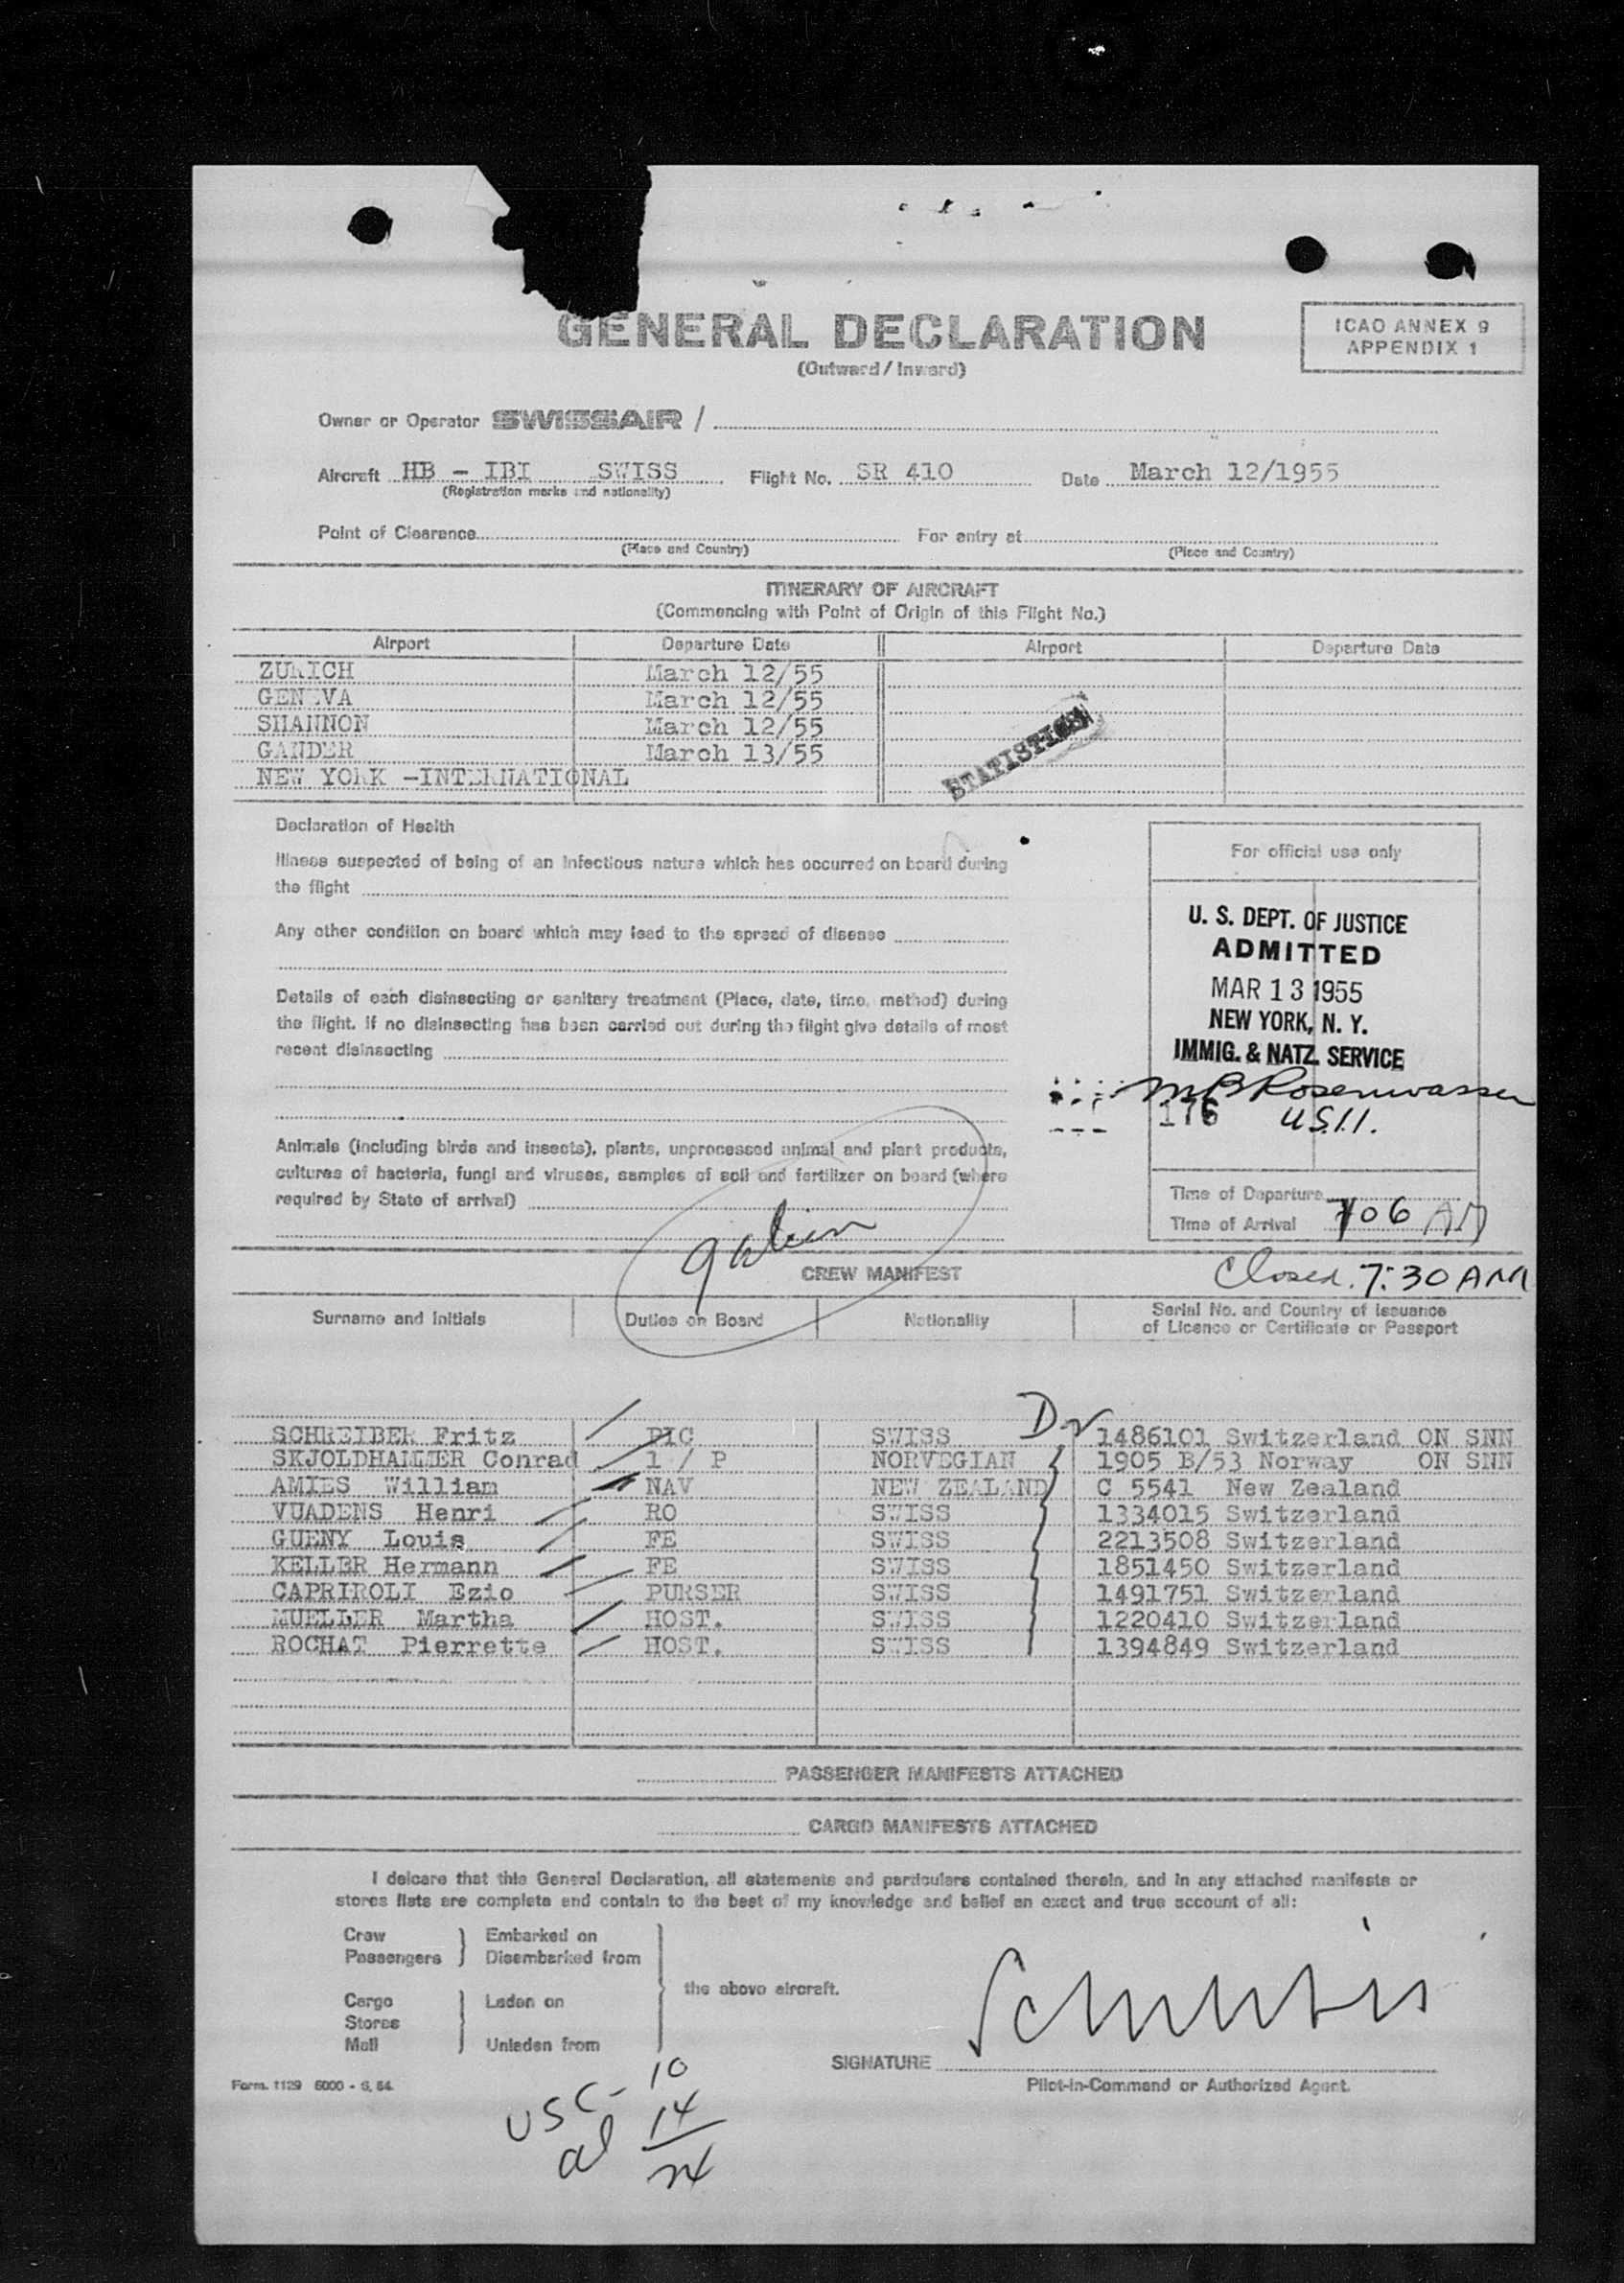 GENERAL DECLARATION
(Outward / Inward)
ICAO ANNEX 9
APPENDIX 1
Owner or Operator SWISSAIR /
Aircraft HB - IBI SWISS Flight No. SR 410 Date March 12/1955
(Registration marks and nationality)
Point of Clearance For entry at
(Place and Country) (Place and Country)
ITINERARY OF AIRCRAFT
(Commencing with Point of Origin of this Flight No.)
Airport Departure Date Airport Departure Date
ZURICH March 12/55
GENEVA March 12/55
SHANNON March 12/55
GANDER March 13/55
NEW YORK -INTERNATIONAL
STATISTICS
Declaration of Health
Illness suspected of being of an infectious nature which has occurred on board during
the flight
Any other condition on board which may lead to the spread of disease
Details of each disinsecting or sanitary treatment (Place, date, time, method) during
the flight. If no disinsecting has been carried out during the flight give details of most
recent disinsecting
Animals (including birds and insects), plants, unprocessed animal and plant products,
cultures of bacteria, fungi and viruses, samples of soil and fertilizer on board (where
required by State of arrival)
For official use only
U. S. DEPT. OF JUSTICE
ADMITTED
MAR 13 1955
NEW YORK, N. Y.
IMMIG. & NATZ. SERVICE
MB Rosenwasser
176 U.S.I.I.
Time of Departure
Time of Arrival 706 AM
Closed. 7:30 AM
CREW MANIFEST
Surname and Initials Duties on Board Nationality Serial No. and Country of Issuance
of Licence or Certificate or Passport
SCHREIBER Fritz PIC SWISS 1486101 Switzerland ON SNN
SKJOLDHAMMER Conrad 1 / P NORVEGIAN 1905 B/53 Norway ON SNN
AMIES William NAV NEW ZEALAND C 5541 New Zealand
VUADENS Henri RO SWISS 1334015 Switzerland
GUENY Louis FE SWISS 2213508 Switzerland
KELLER Hermann FE SWISS 1851450 Switzerland
CAPRIROLI Ezio PURSER SWISS 1491751 Switzerland
MUELLER Martha HOST. SWISS 1220410 Switzerland
ROCHAT Pierrette HOST. SWISS 1394849 Switzerland
PASSENGER MANIFESTS ATTACHED
CARGO MANIFESTS ATTACHED
I delcare that this General Declaration, all statements and particulars contained therein, and in any attached manifests or
stores lists are complete and contain to the best of my knowledge and belief an exact and true account of all:
Crew Embarked on
Passengers Disembarked from
the above aircraft.
Cargo Laden on
Stores
Mail Unladen from
SIGNATURE
Pilot-in-Command or Authorized Agent.
Form. 1129 5000 - 6. 54.
USC- 10
al 14
24